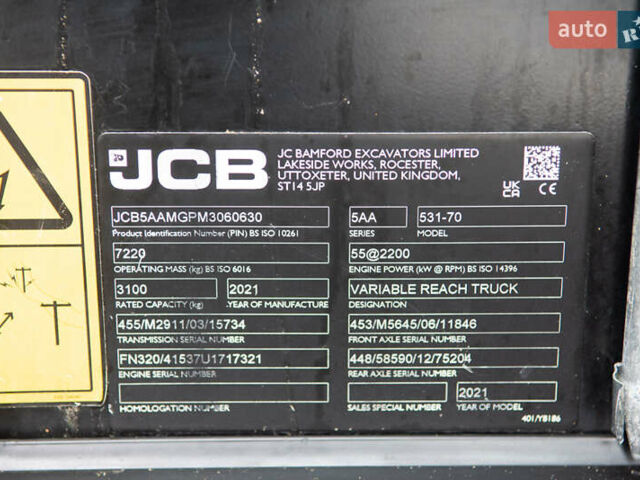 auto
JCB
JC BAMFORD EXCAVATORS LIMITED
LAKESIDE WORKS, ROCESTER,
UTTOXETER, UNITED KINGDOM,
ST14 5JP
UK
CA
CE
JCB5AAMGPM3060630
Product Identification Number (PIN) BS ISO 10261
5AA
SERIES
531-70
MODEL
7220
OPERATING MASS (kg) BS ISO 6016
55@2200
ENGINE POWER (kW @ RPM) BS ISO 14396
3100
RATED CAPACITY (kg)
2021
YEAR OF MANUFACTURE
VARIABLE REACH TRUCK
DESIGNATION
455/M2911/03/15734
TRANSMISSION SERIAL NUMBER
453/M5645/06/11846
FRONT AXLE SERIAL NUMBER
FN320/41537U1717321
ENGINE SERIAL NUMBER
448/58590/12/75204
REAR AXLE SERIAL NUMBER
HOMOLOGATION NUMBER
SALES SPECIAL NUMBER
2021
YEAR OF MODEL
401/Y8186